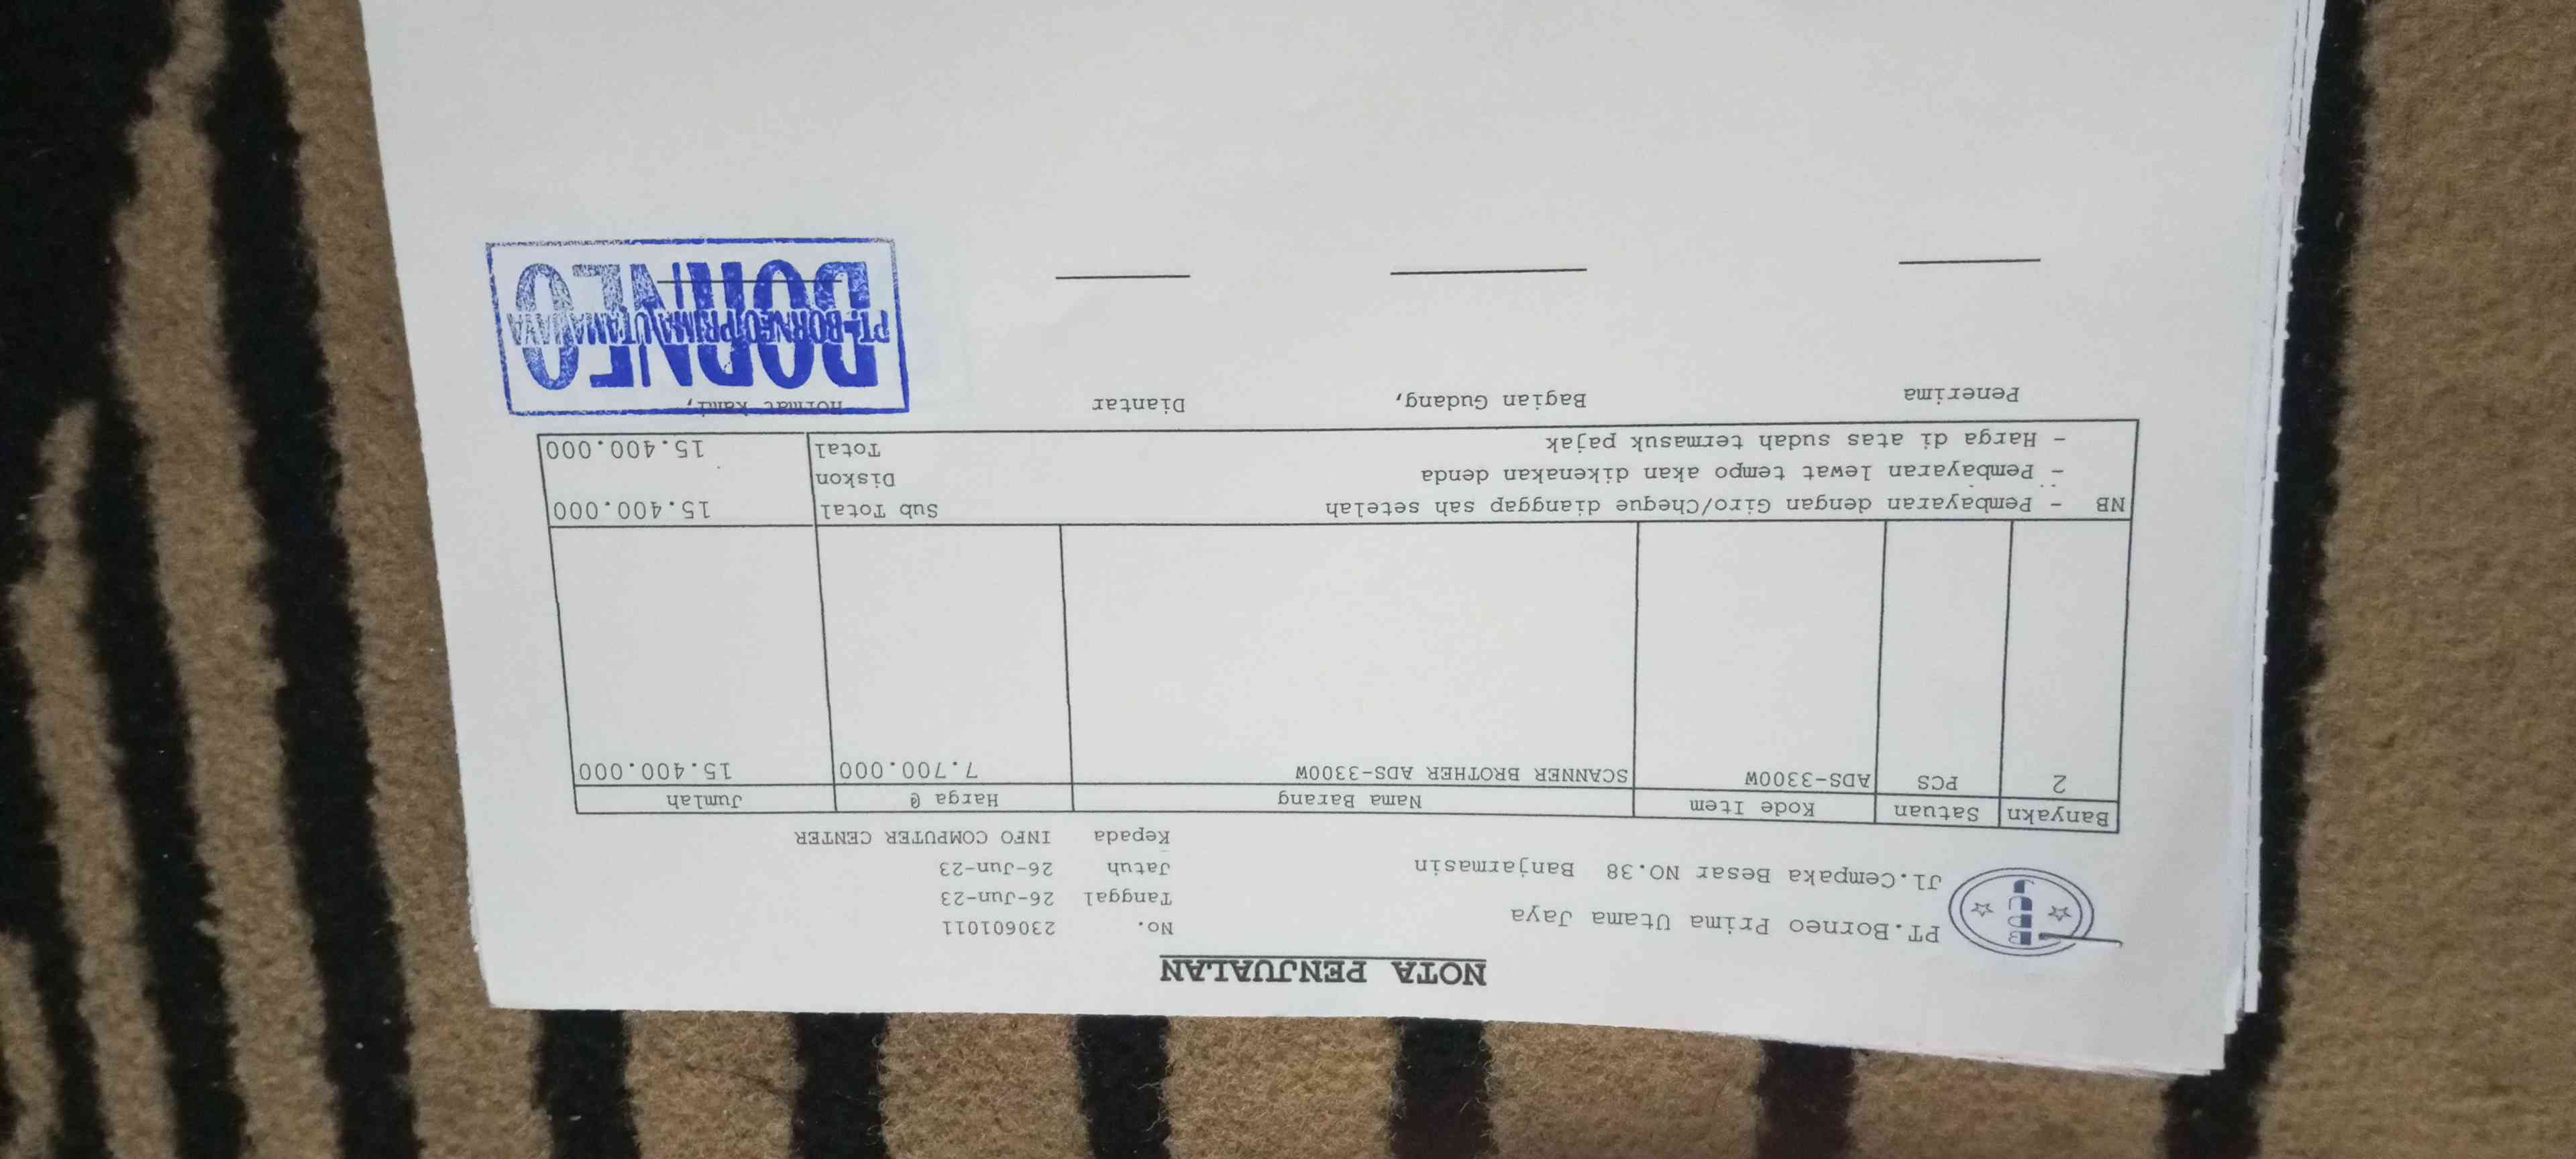 NOTA PENJUALAN
PT.Borneo Prima Utama Jaya
Jl.Cempaka Besar NO.38 Banjarmasin
No. 230601011
Tanggal 26-Jun-23
Jatuh 26-Jun-23
Kepada INFO COMPUTER CENTER
Banyakn Satuan Kode Item Nama Barang Harga @ Jumlah
2 PCS ADS-3300W SCANNER BROTHER ADS-3300W 7.700.000 15.400.000
NB - Pembayaran dengan Giro/Cheque dianggap sah setelah Sub Total 15.400.000
- Pembayaran lewat tempo akan dikenakan denda Diskon
- Harga di atas sudah termasuk pajak Total 15.400.000
Penerima Bagian Gudang, Diantar Hormat Kami,
BORNEO
PT. BORNEO PRIMA UTAMA JAYA